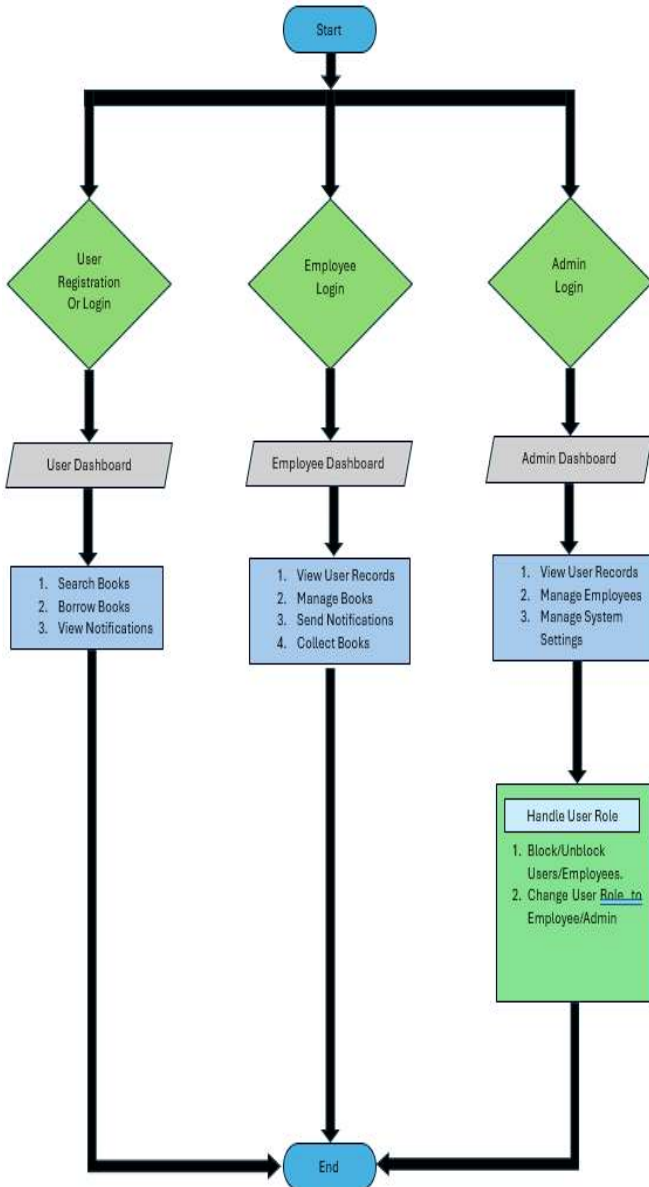 Start
User
Registration
Or Login
Employee
Login
Admin
Login
User Dashboard
Employee Dashboard
Admin Dashboard
1. Search Books
2. Borrow Books
3. View Notifications
1. View User Records
2. Manage Books
3. Send Notifications
4. Collect Books
1. View User Records
2. Manage Employees
3. Manage System
Settings
Handle User Role
1. Block/Unblock
Users/Employees.
2. Change User Role to
Employee/Admin
End